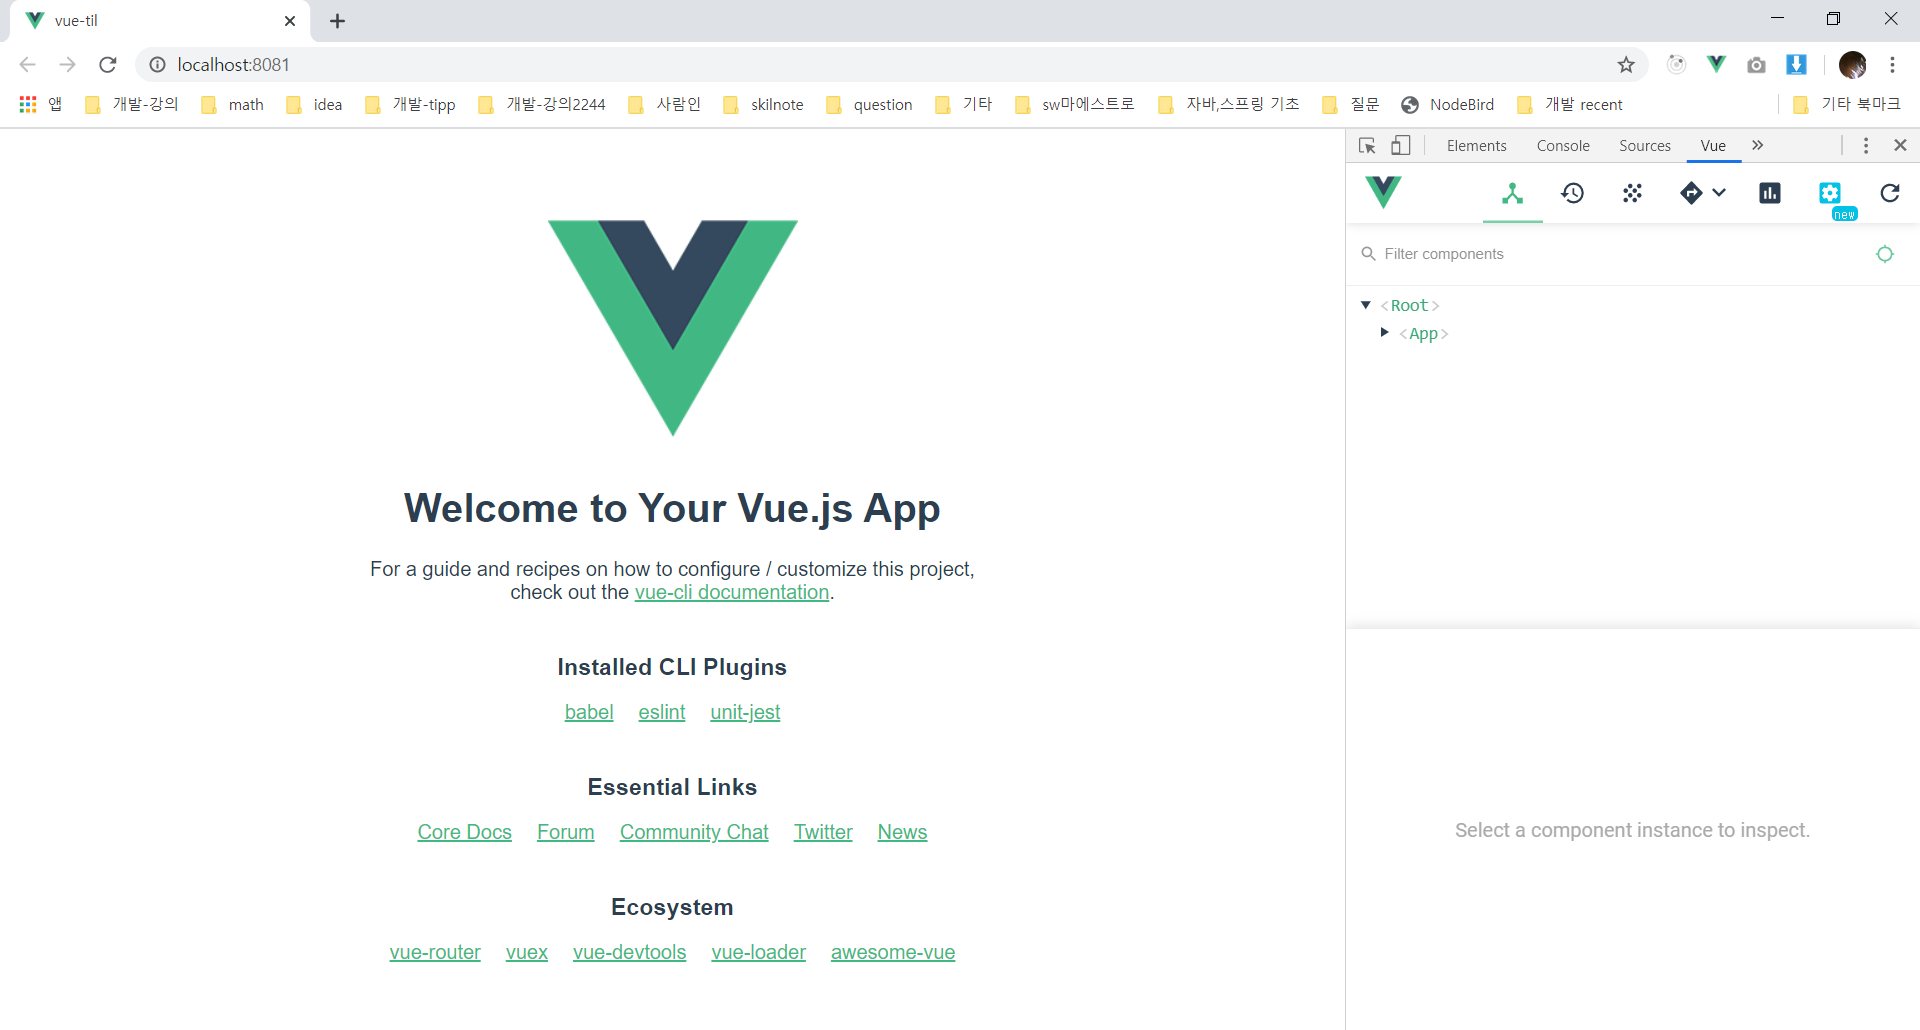 vue-til
localhost:8081
앱 개발-강의 math idea 개발-tipp 개발-강의2244 사람인 skilnote question 기타 sw마에스트로 자바,스프링 기초 질문 NodeBird 개발 recent 기타 북마크
Elements Console Sources Vue
new
Filter components
<Root>
<App>
Select a component instance to inspect.
Welcome to Your Vue.js App
For a guide and recipes on how to configure / customize this project,
check out the vue-cli documentation.
Installed CLI Plugins
babel eslint unit-jest
Essential Links
Core Docs Forum Community Chat Twitter News
Ecosystem
vue-router vuex vue-devtools vue-loader awesome-vue